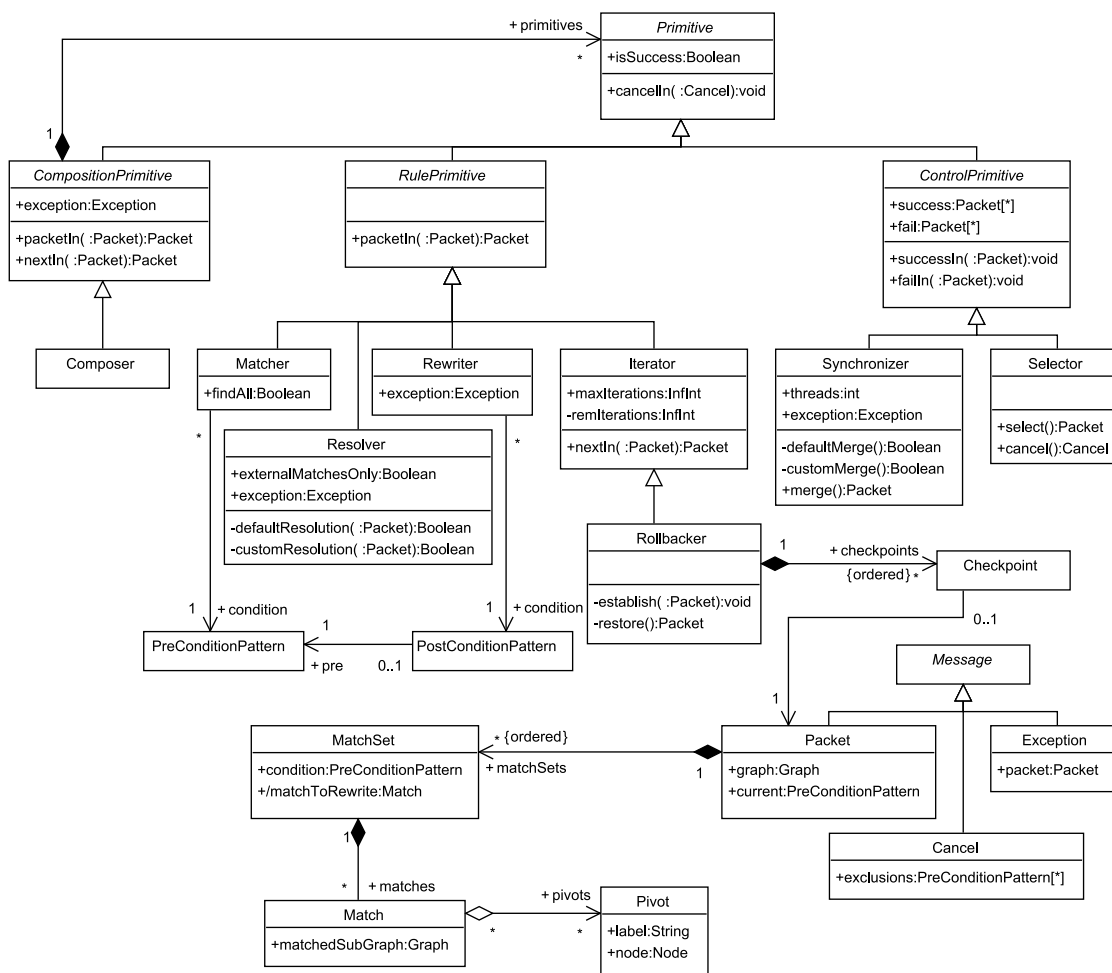 Primitive
+isSuccess:Boolean
+cancelIn( :Cancel):void
+ primitives
*
1
CompositionPrimitive
+exception:Exception
+packetIn( :Packet):Packet
+nextIn( :Packet):Packet
RulePrimitive
+packetIn( :Packet):Packet
ControlPrimitive
+success:Packet[*]
+fail:Packet[*]
+successIn( :Packet):void
+failIn( :Packet):void
Composer
Matcher
+findAll:Boolean
Rewriter
+exception:Exception
Iterator
+maxIterations:InfInt
-remIterations:InfInt
+nextIn( :Packet):Packet
Synchronizer
+threads:int
+exception:Exception
-defaultMerge():Boolean
-customMerge():Boolean
+merge():Packet
Selector
+select():Packet
+cancel():Cancel
*
*
Resolver
+externalMatchesOnly:Boolean
+exception:Exception
-defaultResolution( :Packet):Boolean
-customResolution( :Packet):Boolean
Rollbacker
-establish( :Packet):void
-restore():Packet
1
+ checkpoints
{ordered} *
Checkpoint
0..1
1
1 + condition
1 + condition
PreConditionPattern
1
+ pre
0..1
PostConditionPattern
Message
MatchSet
+condition:PreConditionPattern
+/matchToRewrite:Match
* {ordered}
+ matchSets
1
Packet
+graph:Graph
+current:PreConditionPattern
Exception
+packet:Packet
Cancel
+exclusions:PreConditionPattern[*]
1
* + matches
Match
+matchedSubGraph:Graph
*
+ pivots
*
Pivot
+label:String
+node:Node